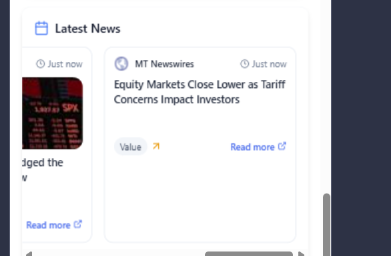 Latest News
Just now
SPX
dged the
w
Read more
MT Newswires
Just now
Equity Markets Close Lower as Tariff
Concerns Impact Investors
Value
Read more